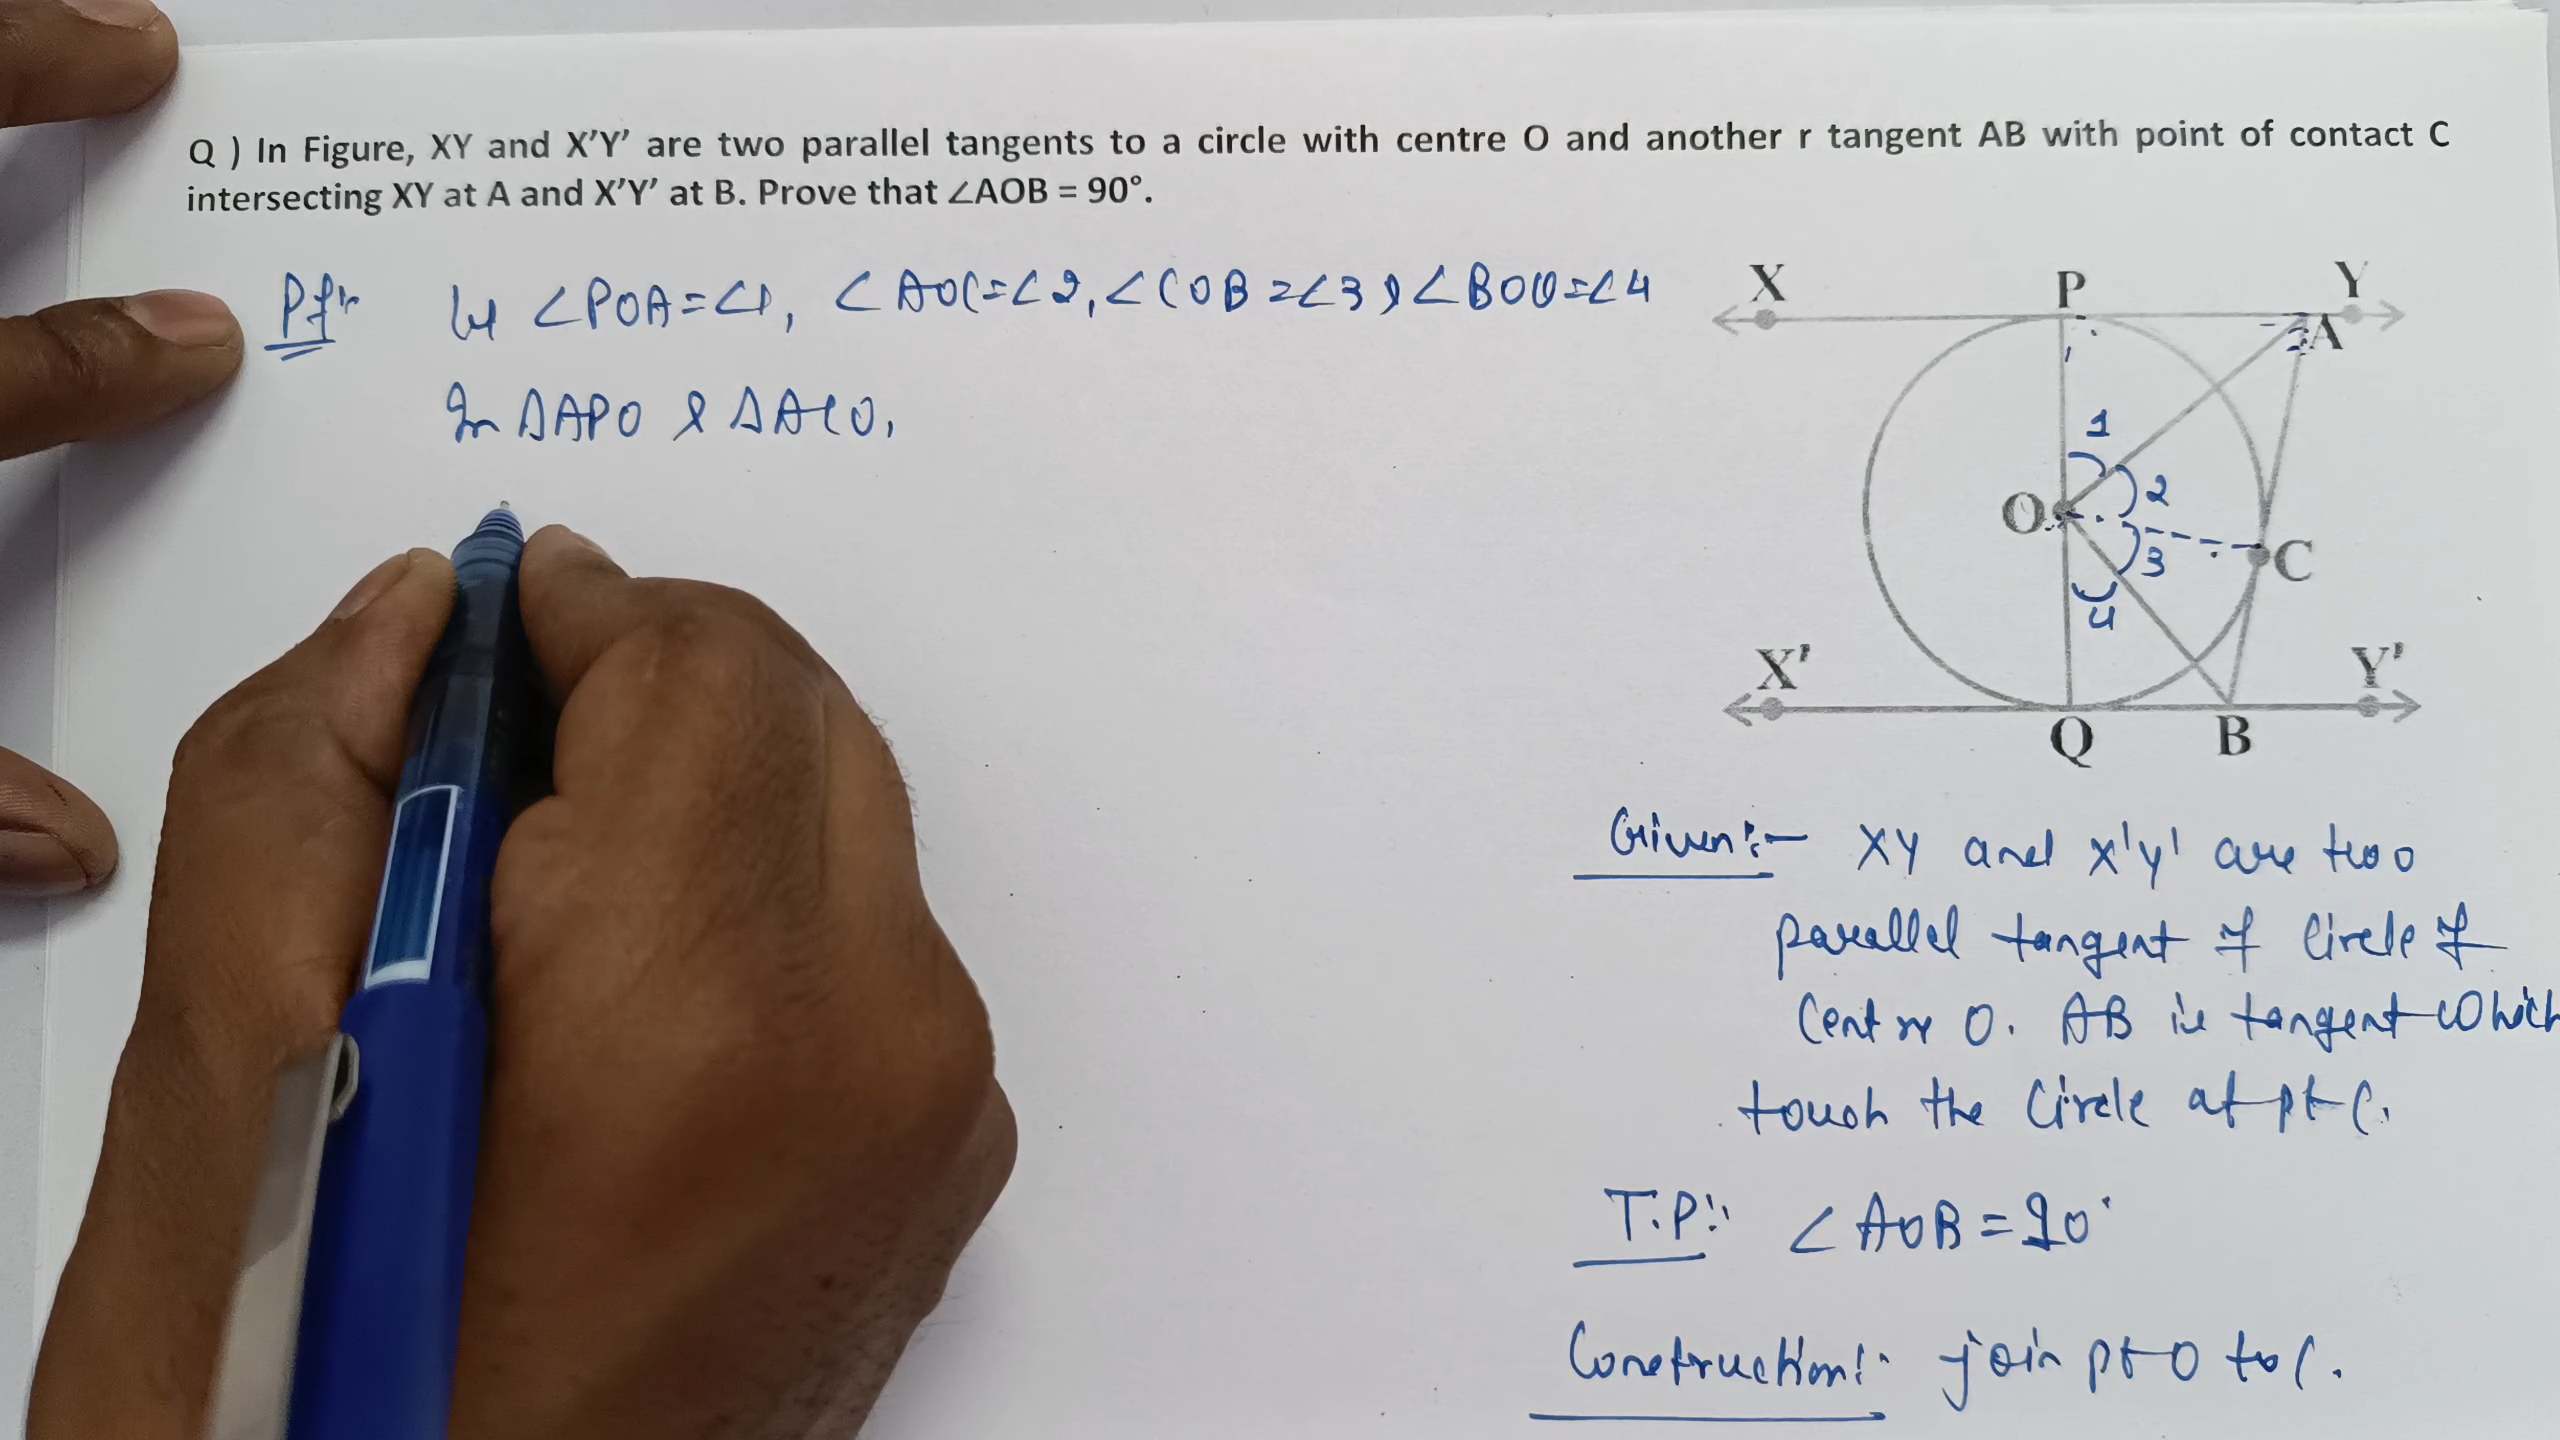 Q ) In Figure, XY and X’Y’ are two parallel tangents to a circle with centre O and another r tangent AB with point of contact C
intersecting XY at A and X’Y’ at B. Prove that ∠AOB = 90°.
∠POA=∠1, ∠AOC=∠2, ∠COB=∠3 & ∠BOQ=∠4
In ΔAPO & ΔACO,
X P Y
A
1
2
O
3
C
4
X' Y'
Q B
Given:- XY and X'Y' are two
parallel tangent of Circle of
Centre O. AB is tangent which
touch the Circle at pt C.
T.P:- ∠AOB=90°
Construction:- join pt O to C.